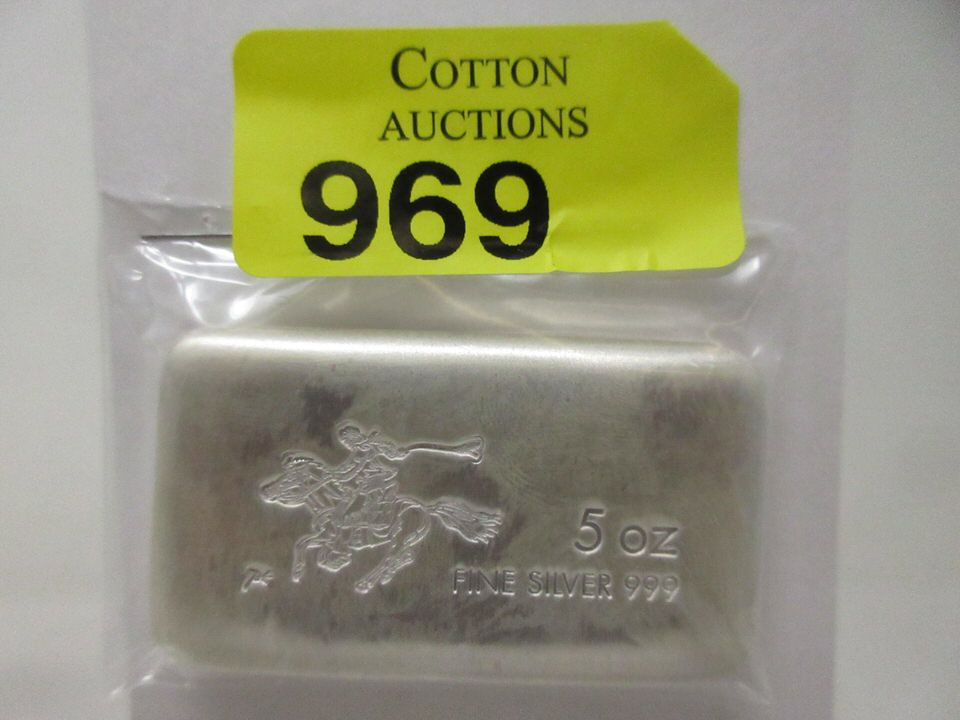 COTTON
AUCTIONS
969
5 oz
FINE SILVER 999